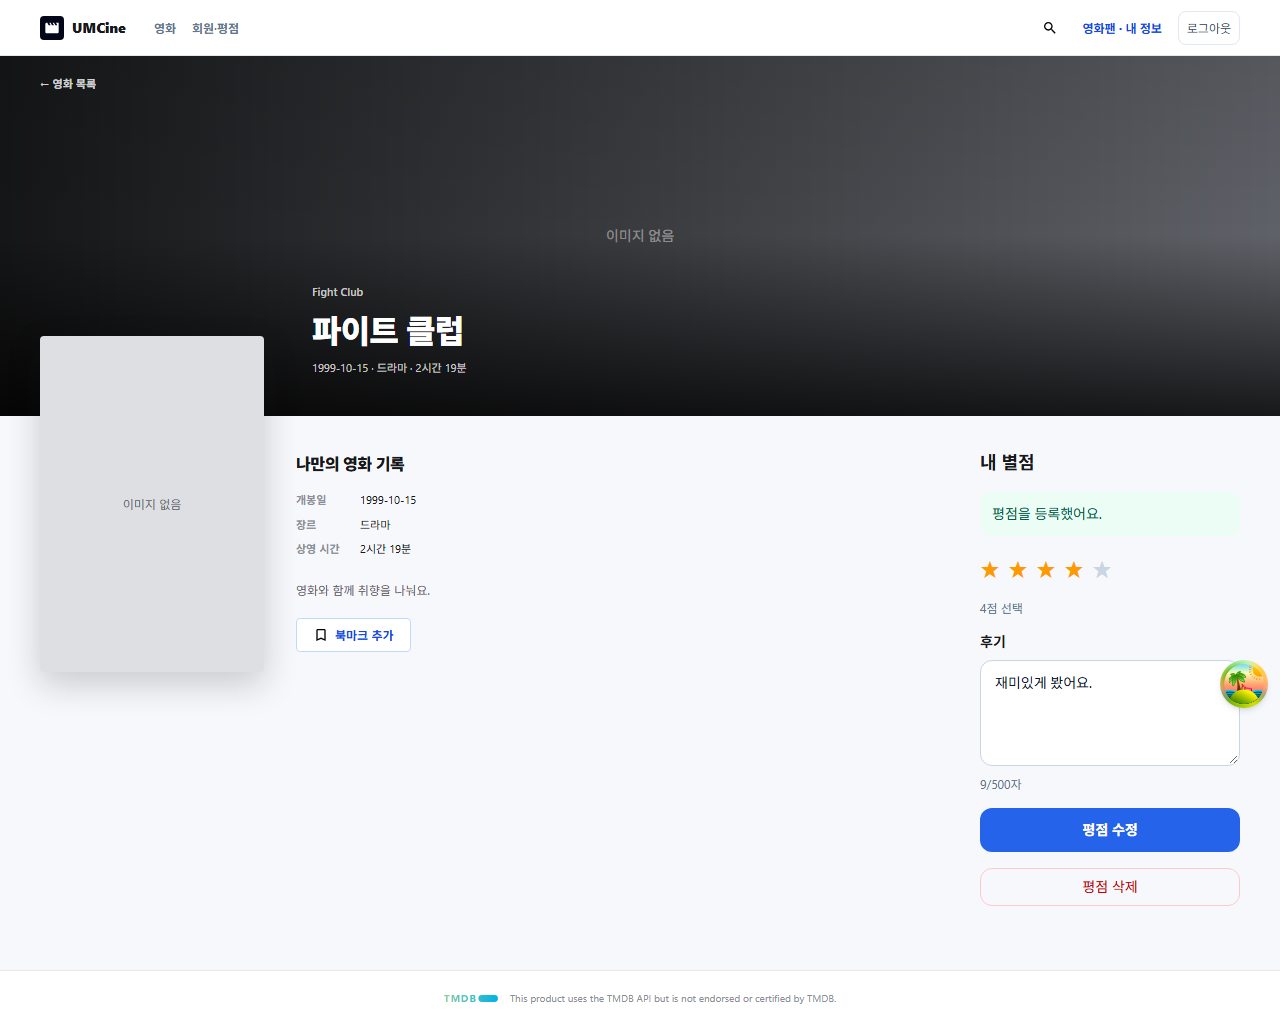 UMCine
영화
회원·평점
영화팬 · 내 정보
로그아웃
← 영화 목록
이미지 없음
Fight Club
파이트 클럽
1999-10-15 · 드라마 · 2시간 19분
이미지 없음
나만의 영화 기록
개봉일 1999-10-15
장르 드라마
상영 시간 2시간 19분
영화와 함께 취향을 나눠요.
북마크 추가
내 별점
평점을 등록했어요.
4점 선택
후기
재미있게 봤어요.
9/500자
평점 수정
평점 삭제
TMDB This product uses the TMDB API but is not endorsed or certified by TMDB.